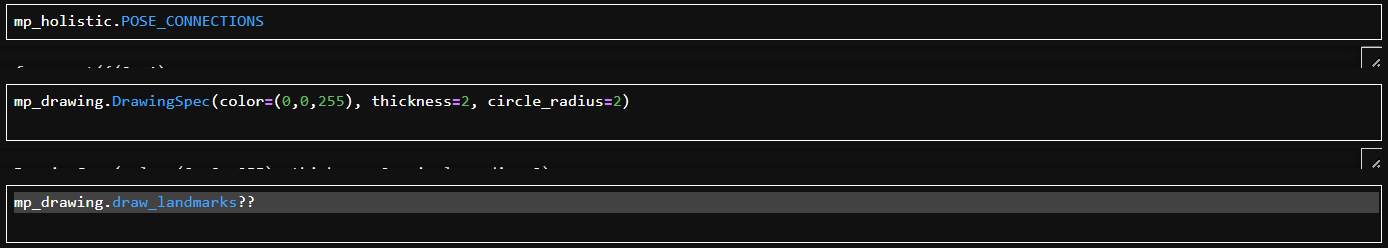 mp_holistic.POSE_CONNECTIONS
mp_drawing.DrawingSpec(color=(0,0,255), thickness=2, circle_radius=2)
mp_drawing.draw_landmarks??